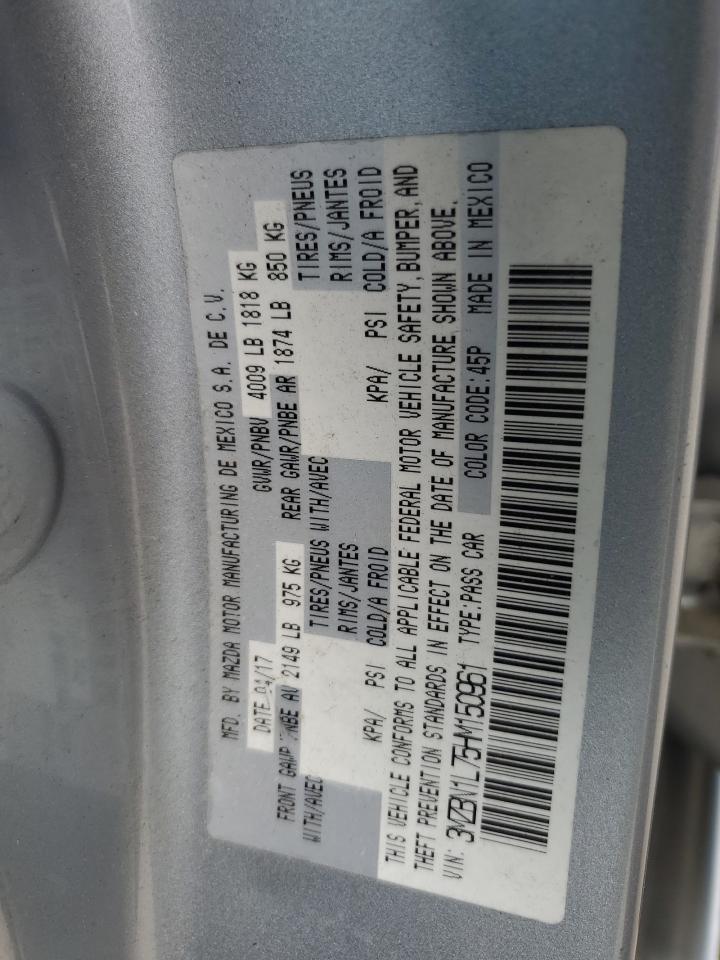 MFD. BY MAZDA MOTOR MANUFACTURING DE MEXICO S.A. DE C.V.
DATE 04/17 GVWR/PNBV 4009 LB 1818 KG
FRONT GAWR/PNBE AV 2149 LB 975 KG REAR GAWR/PNBE AR 1874 LB 850 KG
WITH/AVEC TIRES/PNEUS WITH/AVEC TIRES/PNEUS
RIMS/JANTES RIMS/JANTES
KPA/ PSI COLD/A FROID KPA/ PSI COLD/A FROID
THIS VEHICLE CONFORMS TO ALL APPLICABLE FEDERAL MOTOR VEHICLE SAFETY, BUMPER, AND
THEFT PREVENTION STANDARDS IN EFFECT ON THE DATE OF MANUFACTURE SHOWN ABOVE.
VIN: 3MZBN1L75HM150961 TYPE:PASS CAR COLOR CODE:45P MADE IN MEXICO